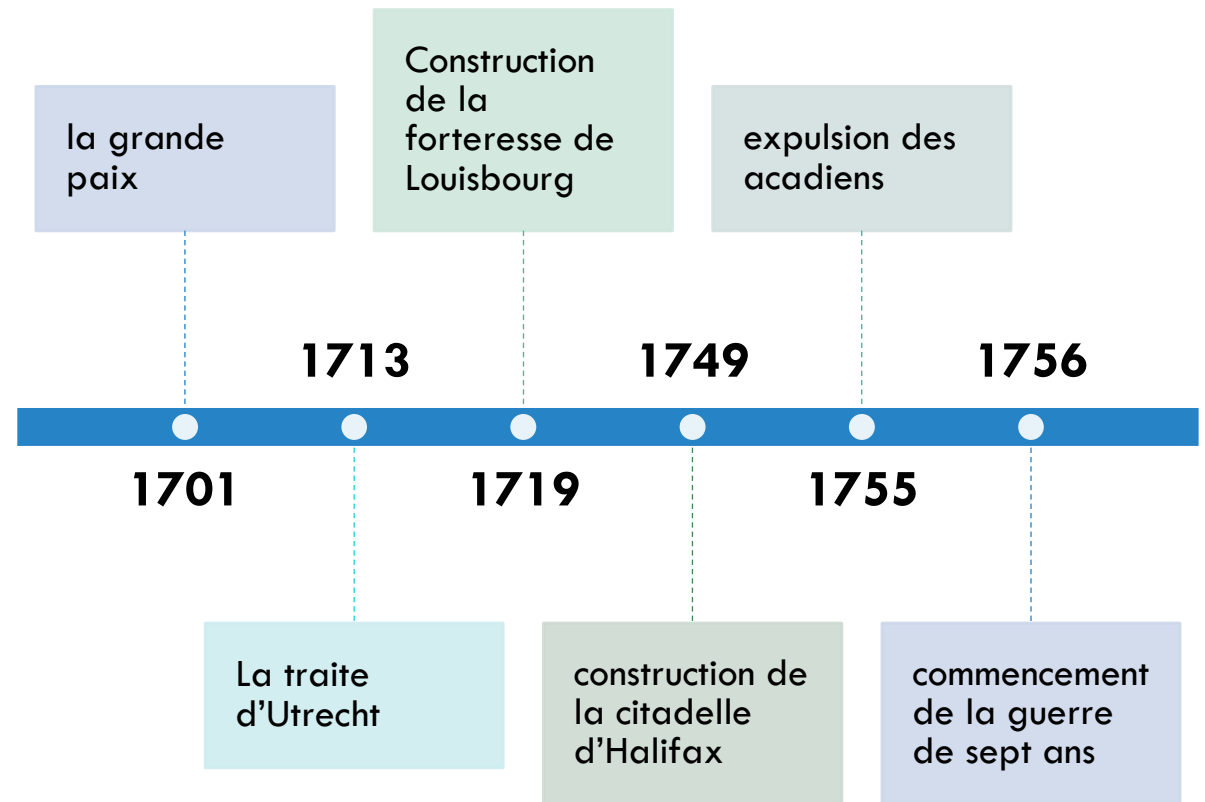 Construction
de la
forteresse de
Louisbourg
la grande
paix
expulsion des
acadiens
1713
1749
1756
1701
1719
1755
La traite
d'Utrecht
construction de
la citadelle
d'Halifax
commencement
de la guerre
de sept ans